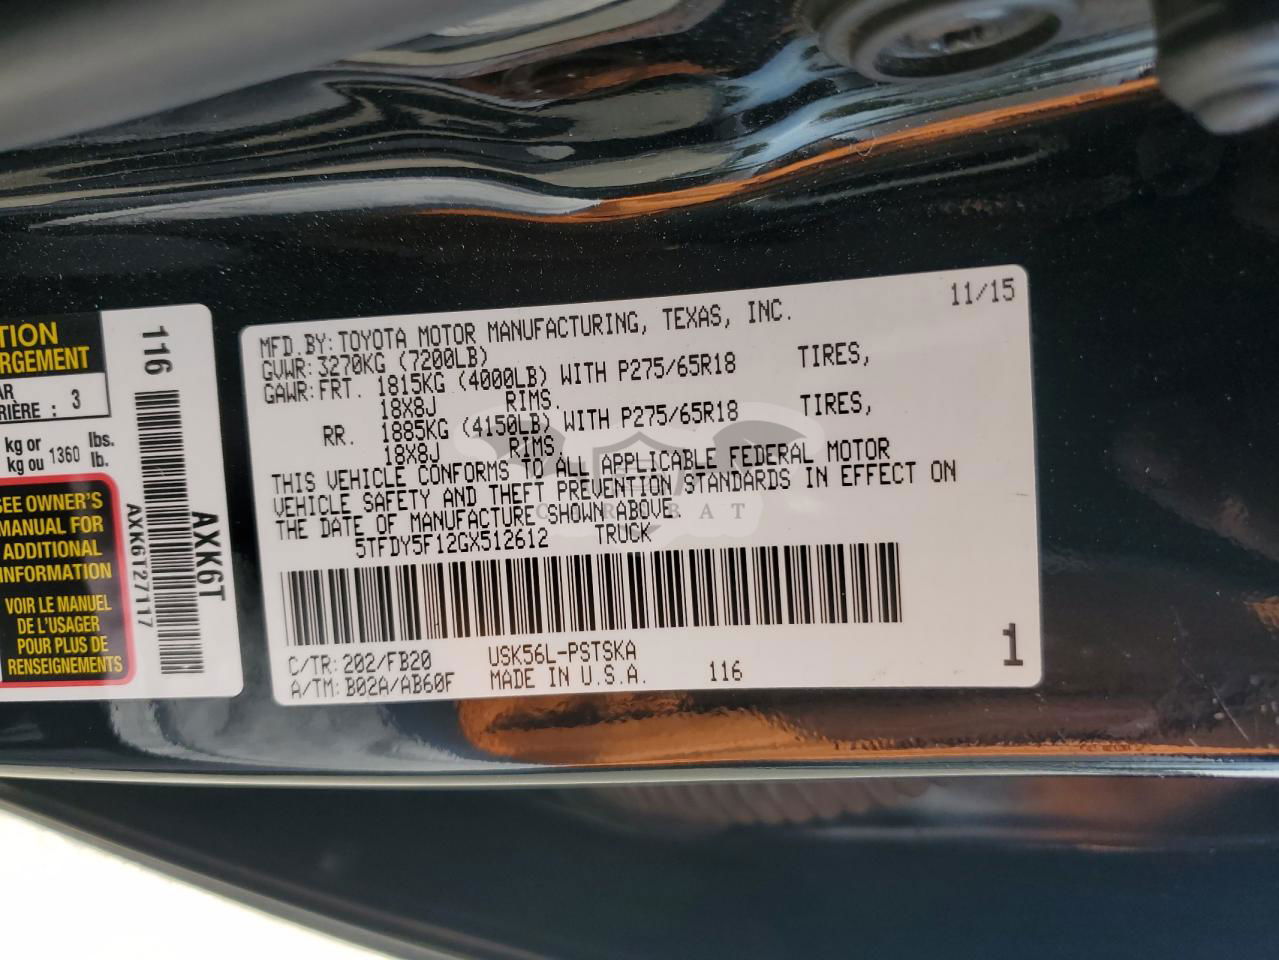 TION
RGEMENT
AR
RIÈRE : 3
kg or lbs.
kg ou 1360 lb.
SEE OWNER'S
MANUAL FOR
ADDITIONAL
INFORMATION
VOIR LE MANUEL
DE L'USAGER
POUR PLUS DE
RENSEIGNEMENTS
116
AXK6T
AXK6T27117
11/15
MFD.BY:TOYOTA MOTOR MANUFACTURING, TEXAS, INC.
GVWR:3270KG (7200LB)
GAWR:FRT. 1815KG (4000LB) WITH P275/65R18 TIRES,
18X8J RIMS.
RR. 1885KG (4150LB) WITH P275/65R18 TIRES,
18X8J RIMS.
THIS VEHICLE CONFORMS TO ALL APPLICABLE FEDERAL MOTOR
VEHICLE SAFETY AND THEFT PREVENTION STANDARDS IN EFFECT ON
THE DATE OF MANUFACTURE SHOWN ABOVE.
5TFDY5F12GX512612 TRUCK
C/TR:202/FB20 USK56L-PSTSKA
A/TM:B02A/AB60F MADE IN U.S.A. 116
1